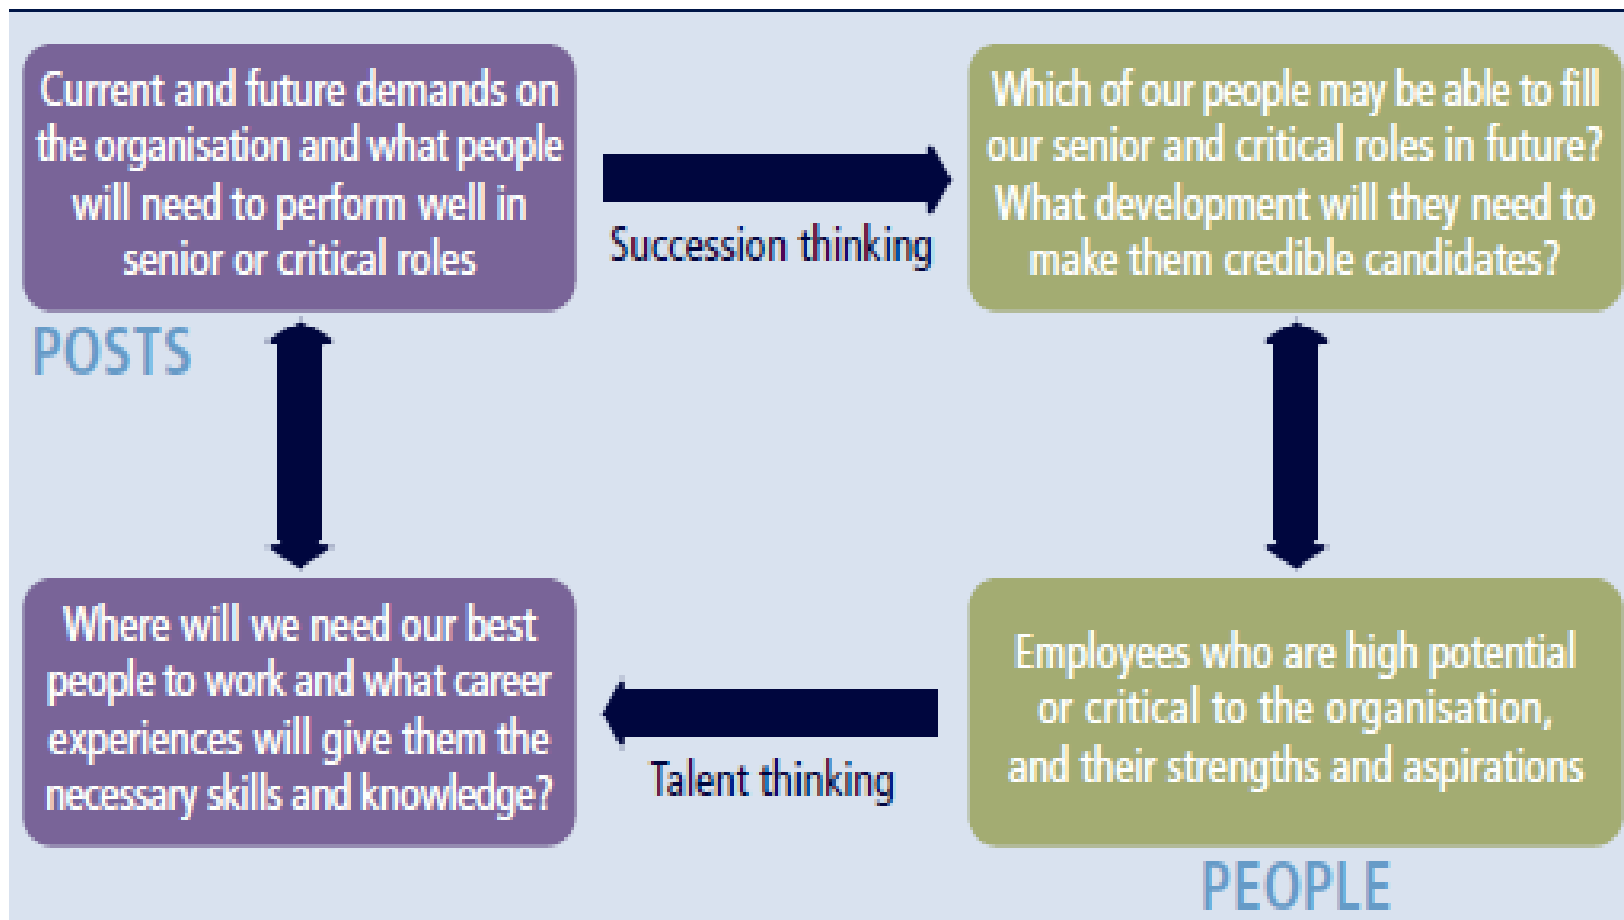 Current and future demands on
the organisation and what people
will need to perform well in
senior or critical roles
POSTS
Succession thinking
Which of our people may be able to fill
our senior and critical roles in future?
What development will they need to
make them credible candidates?
Where will we need our best
people to work and what career
experiences will give them the
necessary skills and knowledge?
Talent thinking
Employees who are high potential
or critical to the organisation,
and their strengths and aspirations
PEOPLE